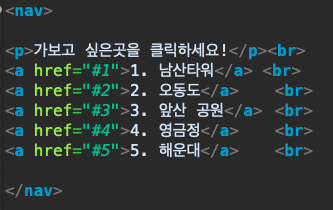 <nav>
<p>가보고 싶은곳을 클릭하세요!</p><br>
<a href="#1">1. 남산타워</a> <br>
<a href="#2">2. 오동도</a> <br>
<a href="#3">3. 앞산 공원</a> <br>
<a href="#4">4. 영금정</a> <br>
<a href="#5">5. 해운대</a> <br>
</nav>